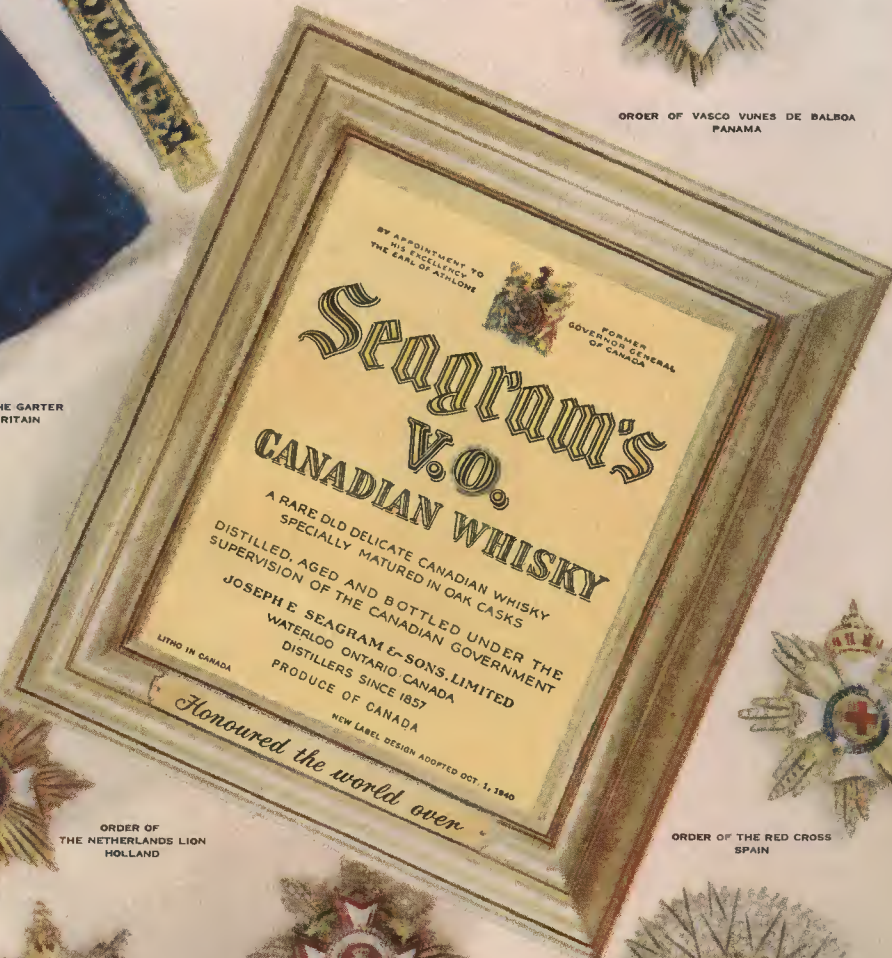 ORDER OF VASCO VUNES DE BALBOA
PANAMA
BY APPOINTMENT TO
HIS EXCELLENCY
THE EARL OF ATHLONE
FORMER
GOVERNOR GENERAL
OF CANADA
Seagram's
V.O.
CANADIAN WHISKY
A RARE OLD DELICATE CANADIAN WHISKY
SPECIALLY MATURED IN OAK CASKS
DISTILLED, AGED AND BOTTLED UNDER THE
SUPERVISION OF THE CANADIAN GOVERNMENT
JOSEPH E. SEAGRAM & SONS, LIMITED
WATERLOO ONTARIO CANADA
DISTILLERS SINCE 1857
PRODUCE OF CANADA
LITHO IN CANADA
NEW LABEL DESIGN ADOPTED OCT. 1, 1940
Honoured the world over
HE GARTER
RITAIN
ORDER OF
THE NETHERLANDS LION
HOLLAND
ORDER OF THE RED CROSS
SPAIN